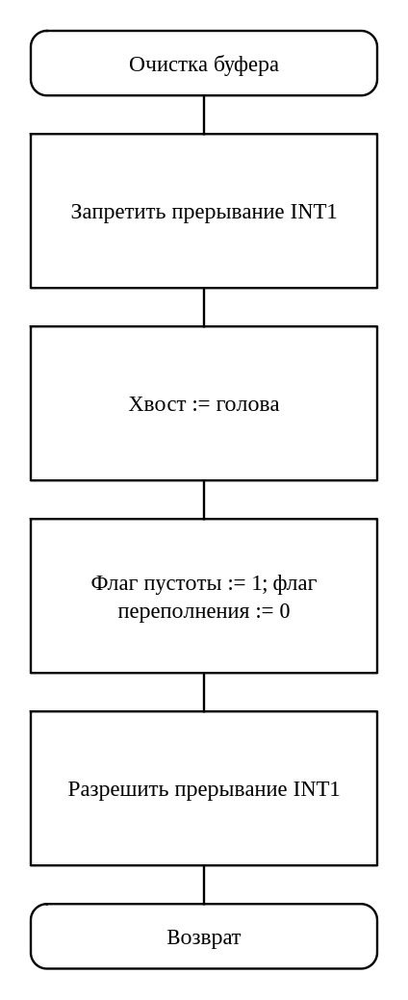 Очистка буфера
Запретить прерывание INT1
Хвост := голова
Флаг пустоты := 1; флаг
переполнения := 0
Разрешить прерывание INT1
Возврат